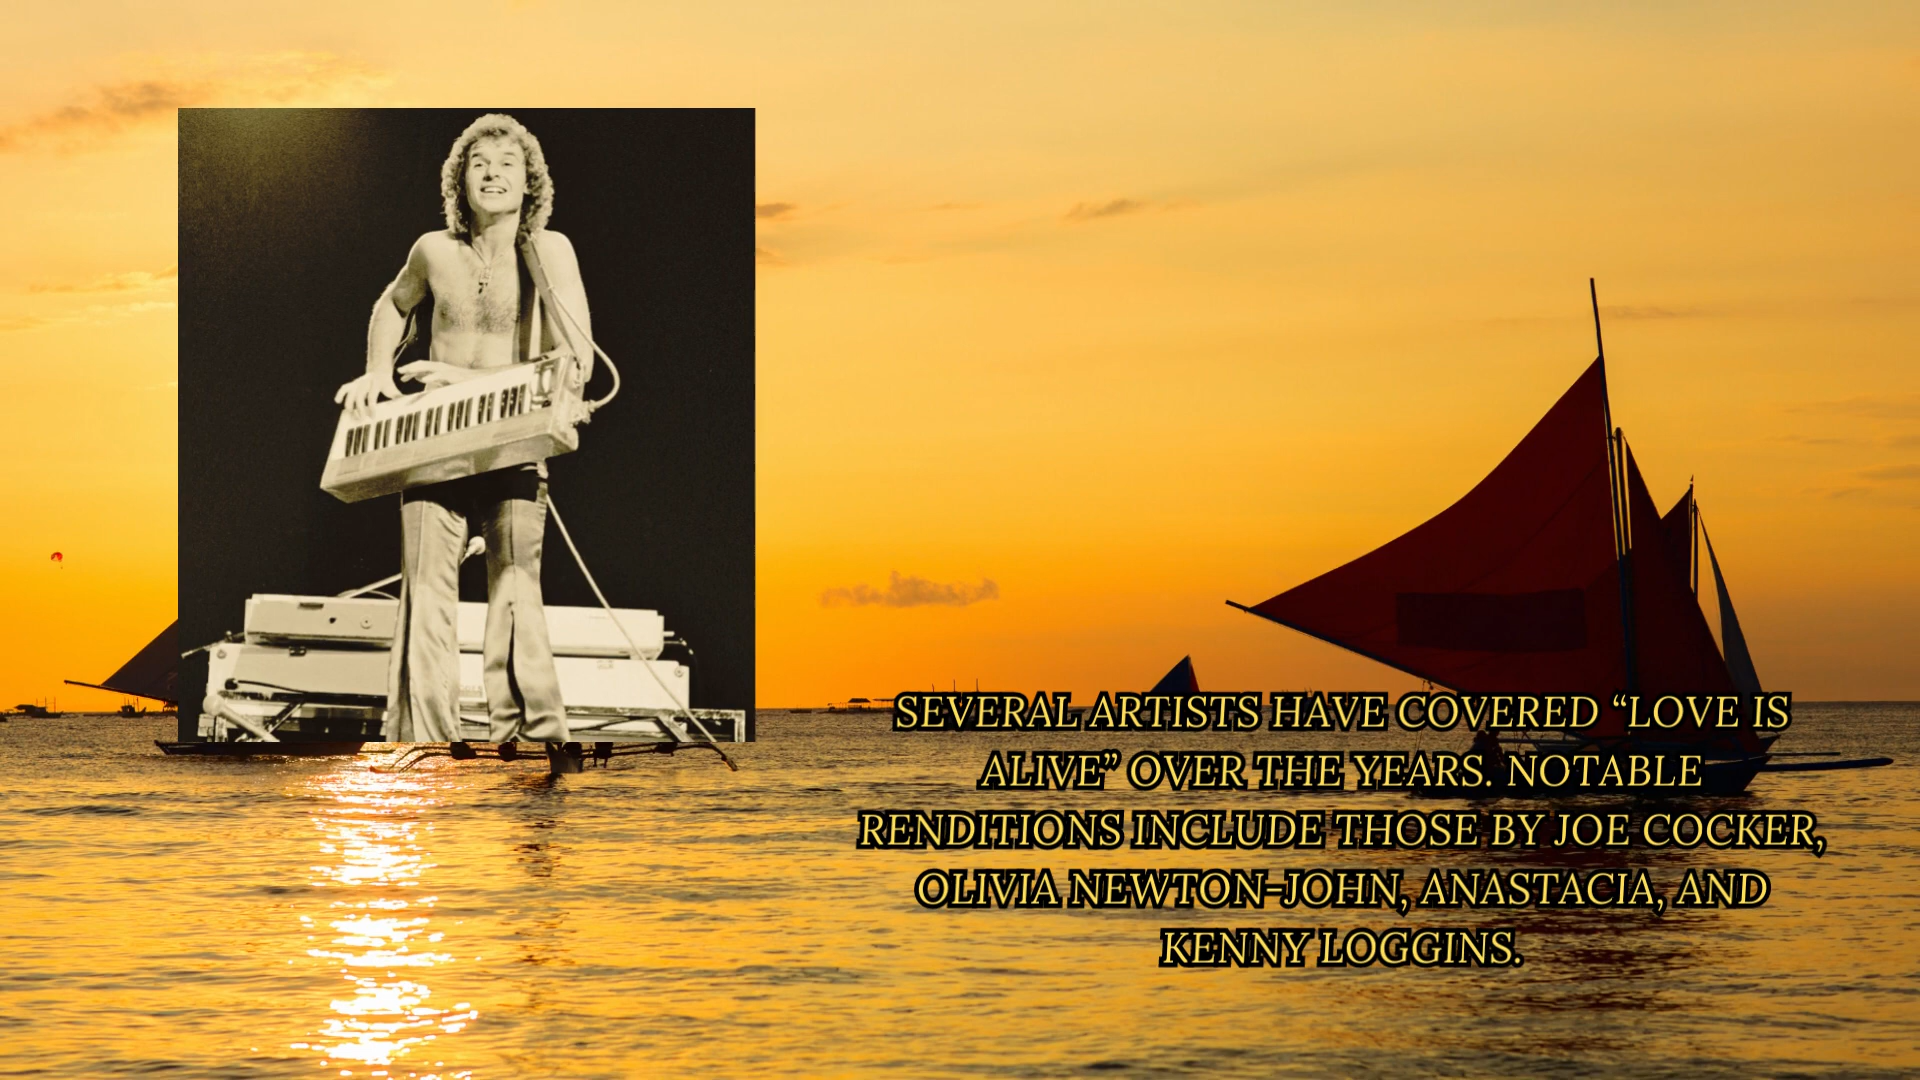 SEVERAL ARTISTS HAVE COVERED “LOVE IS
ALIVE” OVER THE YEARS. NOTABLE
RENDITIONS INCLUDE THOSE BY JOE COCKER,
OLIVIA NEWTON-JOHN, ANASTACIA, AND
KENNY LOGGINS.